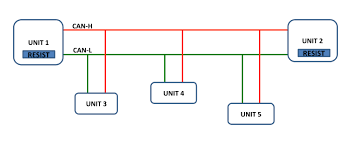 CAN-H
UNIT 1
UNIT 2
CAN-L
RESIST
RESIST
UNIT 4
UNIT 3
UNIT 5